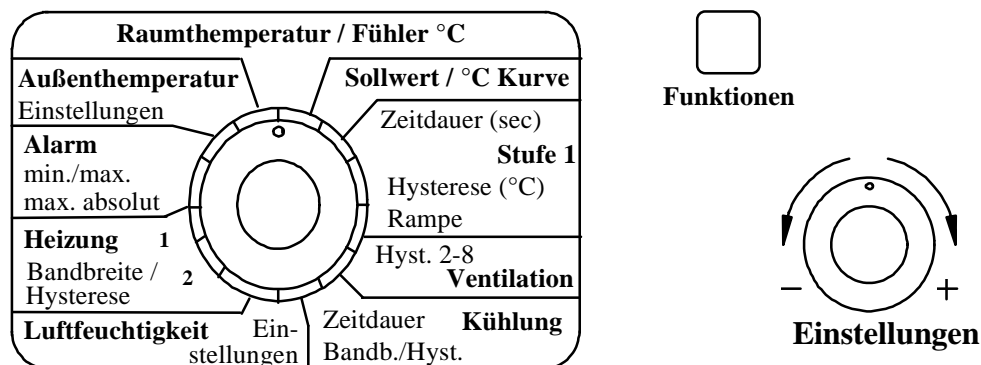 Raumthemperatur / Fühler °C
Außenthemperatur
Einstellungen
Sollwert / °C Kurve
Zeitdauer (sec)
Stufe 1
Hysterese (°C)
Rampe
Alarm
min./max.
max. absolut
Heizung 1
Bandbreite / 2
Hysterese
Hyst. 2-8
Ventilation
Luftfeuchtigkeit Ein-
stellungen
Zeitdauer Kühlung
Bandb./Hyst.
Funktionen
− +
Einstellungen